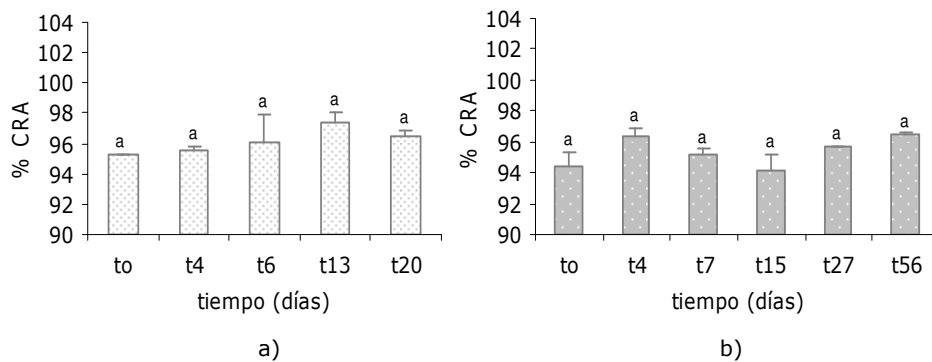 104
102
100
98
96
94
92
90
% CRA
a a a a a
to t4 t6 t13 t20
tiempo (días)
a)
104
102
100
98
96
94
92
90
% CRA
a a a a a a
to t4 t7 t15 t27 t56
tiempo (días)
b)